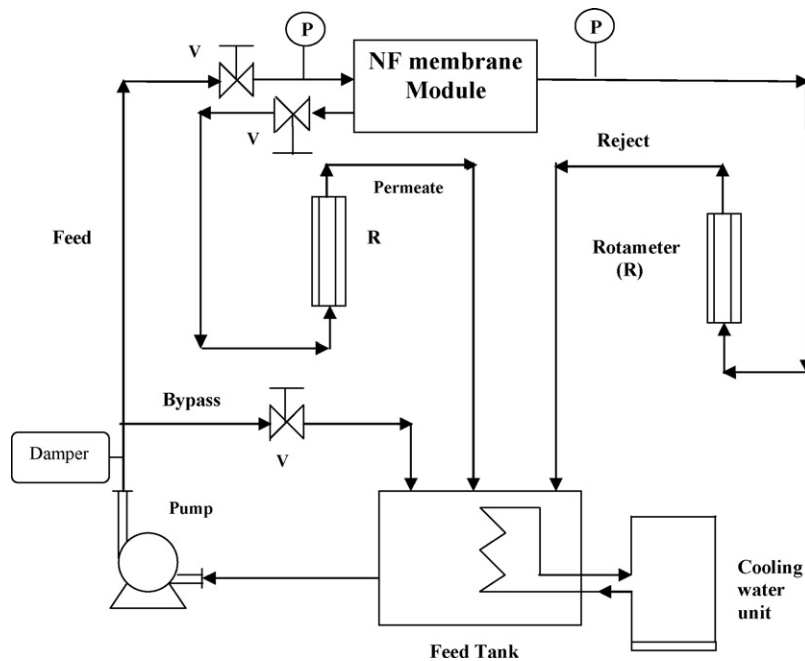 P
P
V
NF membrane
Module
V
Reject
Permeate
Feed
R
Rotameter
(R)
Bypass
Damper
V
Pump
Cooling
water
unit
Feed Tank